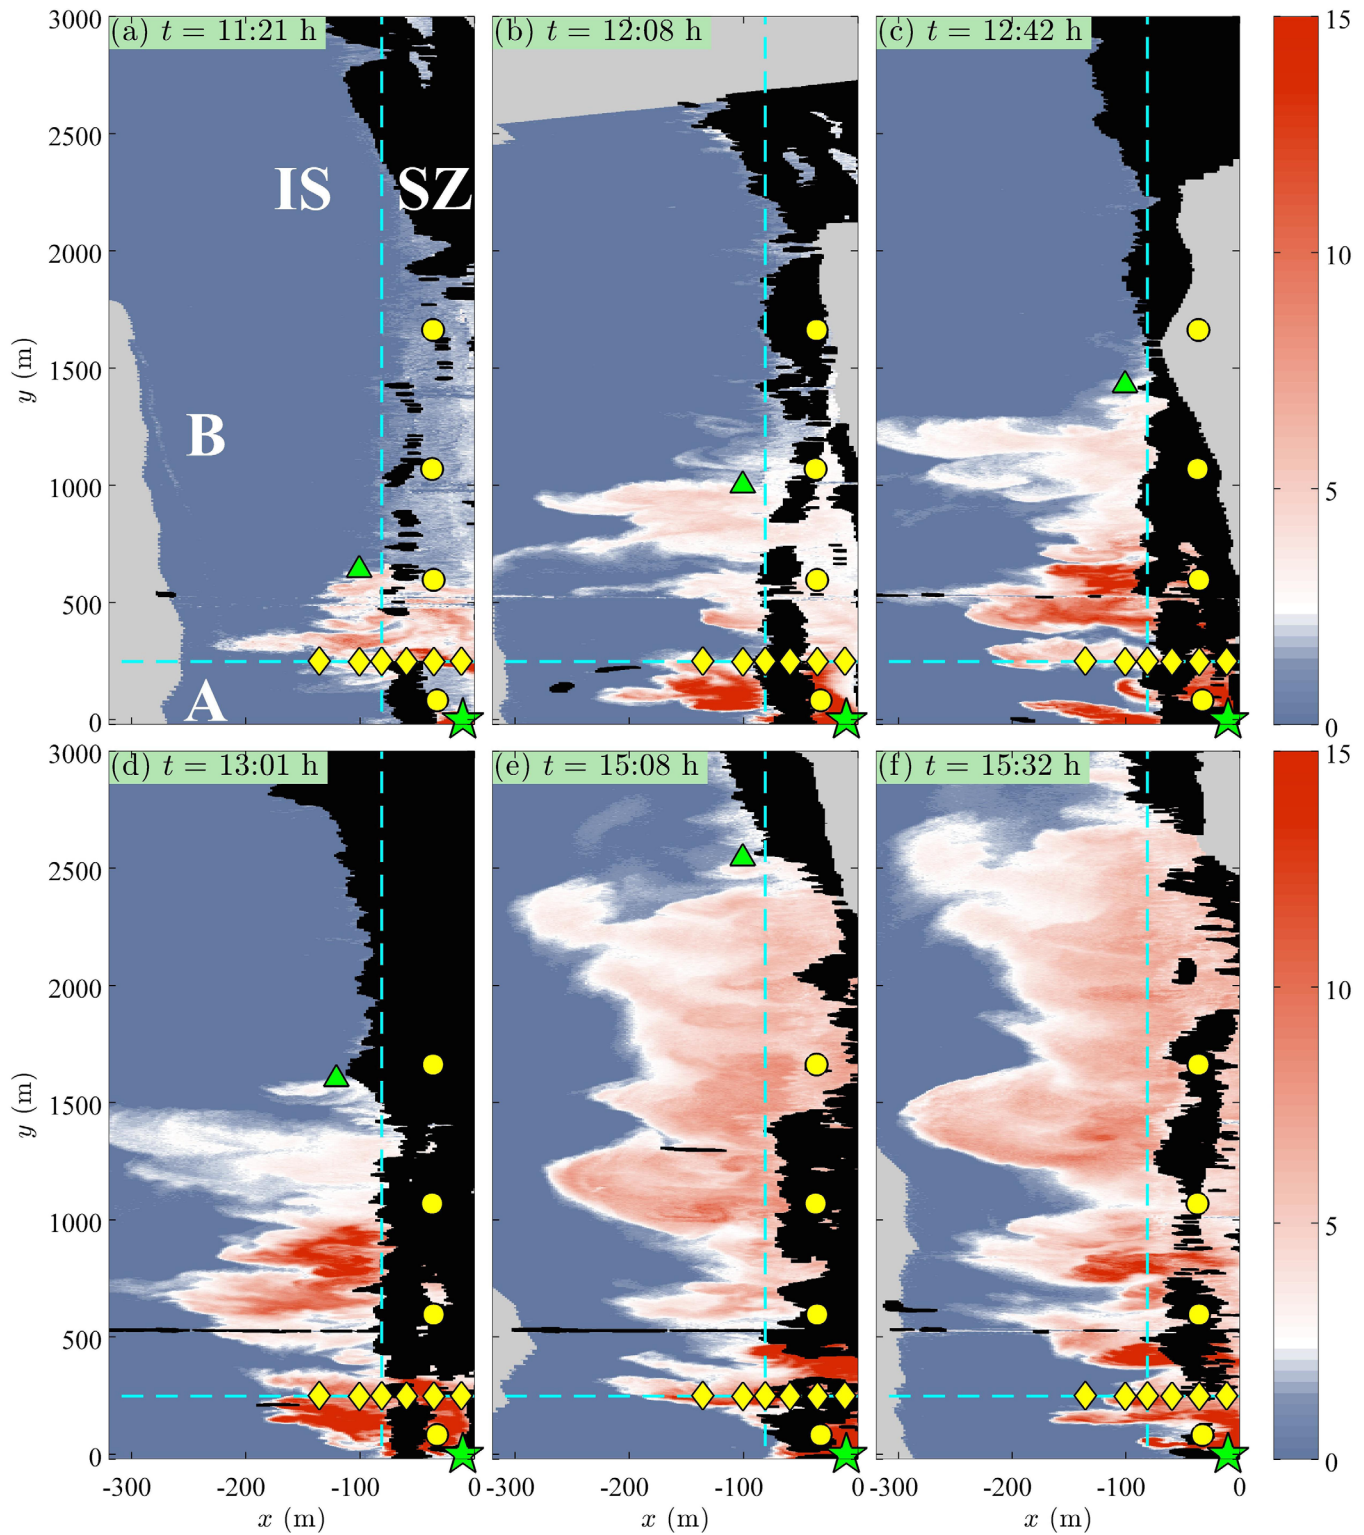 (a) t = 11:21 h
(b) t = 12:08 h
(c) t = 12:42 h
3000
2500
2000
1500
1000
500
0
y (m)
IS
SZ
B
A
15
10
5
0
(d) t = 13:01 h
(e) t = 15:08 h
(f) t = 15:32 h
3000
2500
2000
1500
1000
500
0
y (m)
15
10
5
0
-300 -200 -100 0
-300 -200 -100 0
-300 -200 -100 0
x (m)
x (m)
x (m)